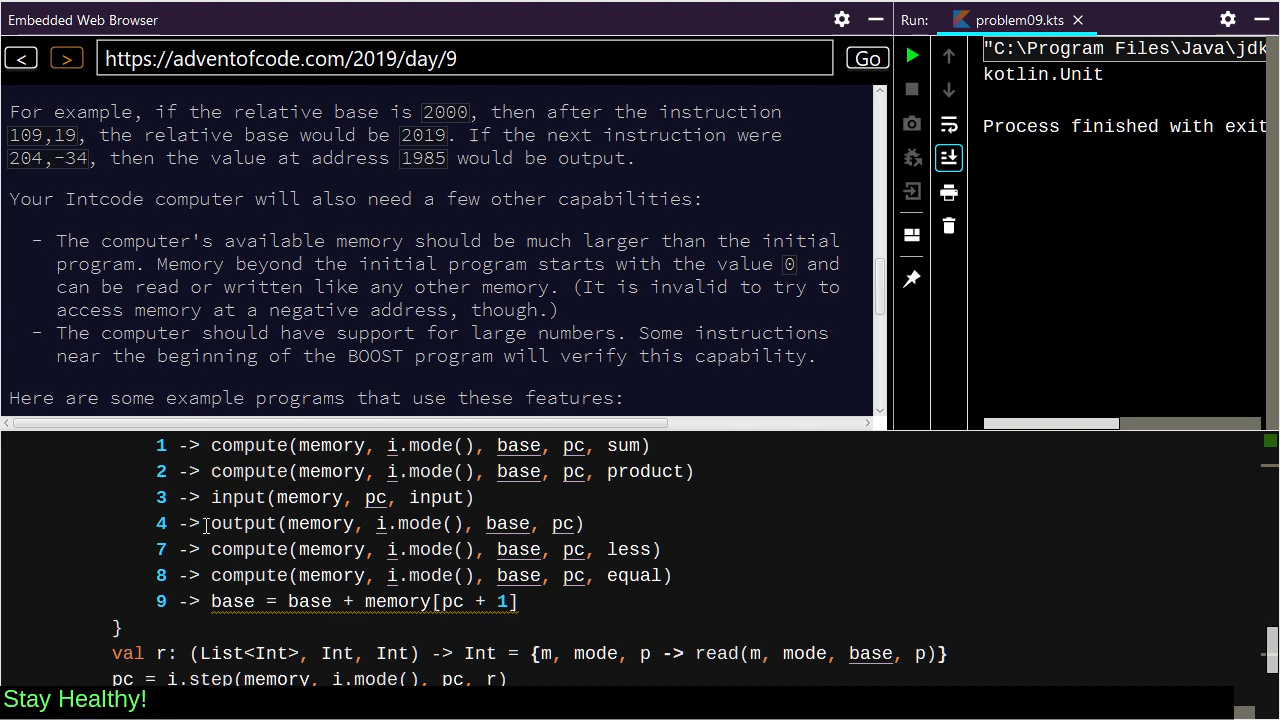 Embedded Web Browser
< > https://adventofcode.com/2019/day/9 Go
For example, if the relative base is 2000, then after the instruction
109,19, the relative base would be 2019. If the next instruction were
204,-34, then the value at address 1985 would be output.
Your Intcode computer will also need a few other capabilities:
- The computer's available memory should be much larger than the initial
program. Memory beyond the initial program starts with the value 0 and
can be read or written like any other memory. (It is invalid to try to
access memory at a negative address, though.)
- The computer should have support for large numbers. Some instructions
near the beginning of the BOOST program will verify this capability.
Here are some example programs that use these features:
Run: problem09.kts
"C:\Program Files\Java\jdk
kotlin.Unit
Process finished with exit
1 -> compute(memory, i.mode(), base, pc, sum)
2 -> compute(memory, i.mode(), base, pc, product)
3 -> input(memory, pc, input)
4 -> output(memory, i.mode(), base, pc)
7 -> compute(memory, i.mode(), base, pc, less)
8 -> compute(memory, i.mode(), base, pc, equal)
9 -> base = base + memory[pc + 1]
}
val r: (List<Int>, Int, Int) -> Int = {m, mode, p -> read(m, mode, base, p)}
pc = i.step(memory, i.mode(), pc, r)
Stay Healthy!